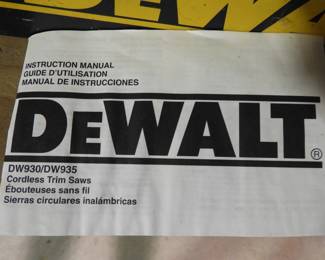 DEWALT
INSTRUCTION MANUAL
GUIDE D'UTILISATION
MANUAL DE INSTRUCCIONES
DEWALT®
DW930/DW935
Cordless Trim Saws
Ébouteuses sans fil
Sierras circulares inalámbricas